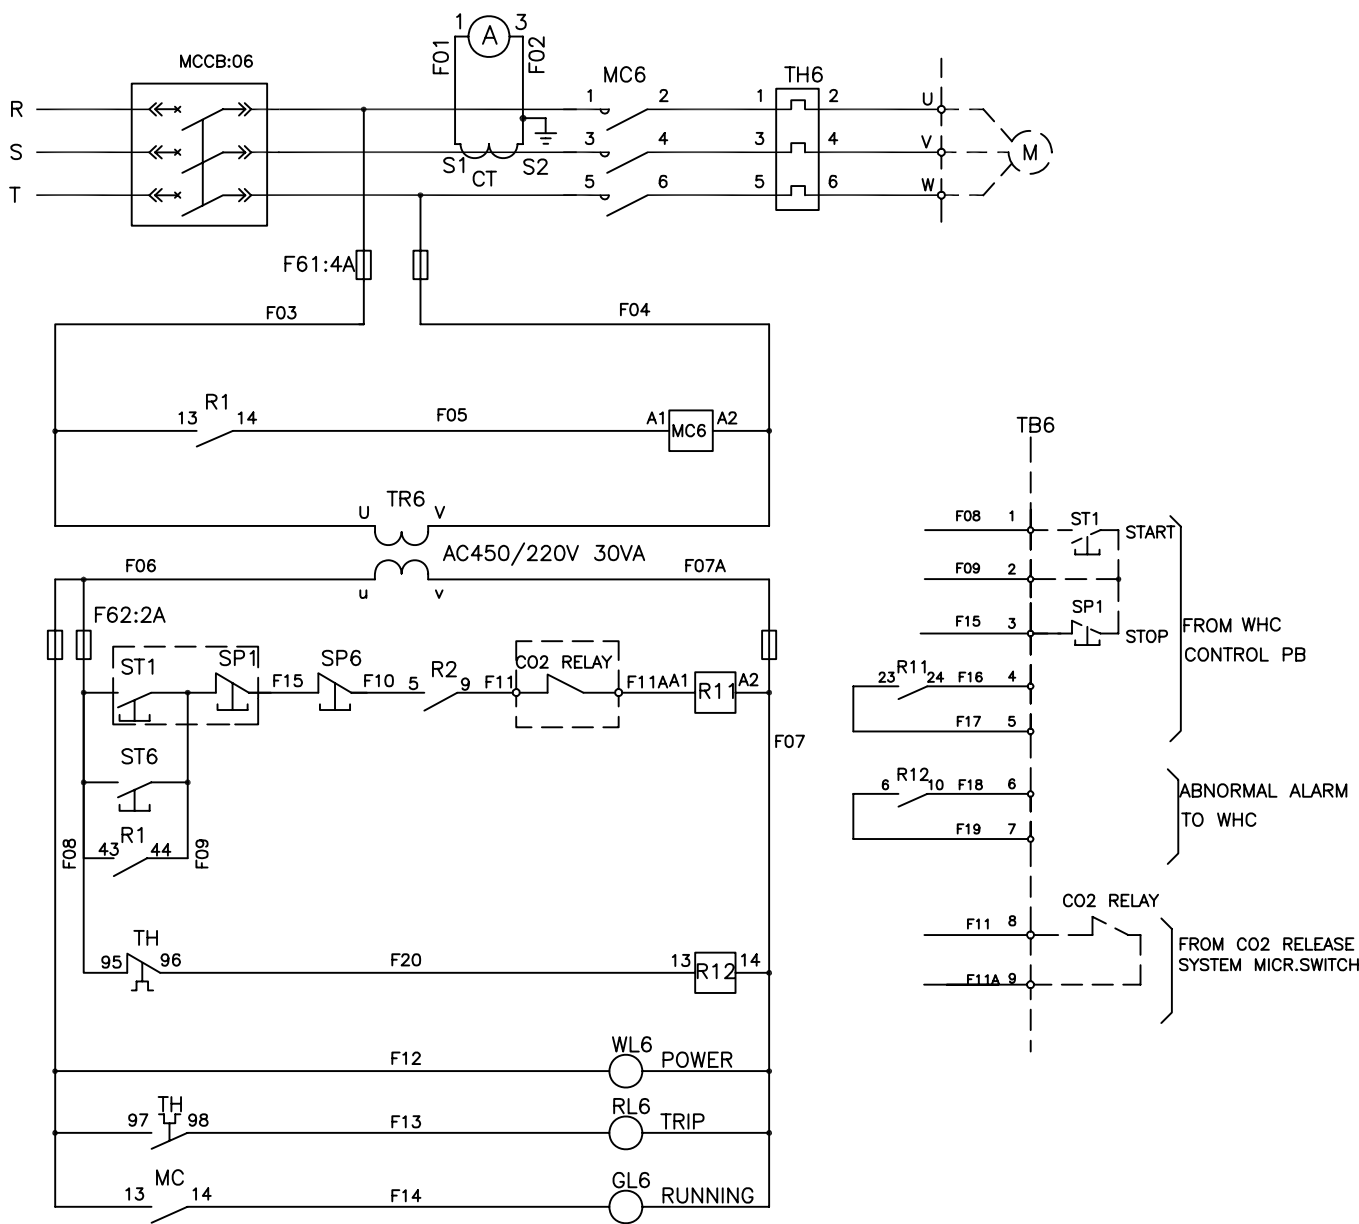 1 A 3
F01 F02
MCCB:06
MC6 TH6
R 1 2 1 2 U
S 3 4 3 4 V M
S1 CT S2
T 5 6 5 6 W
F61:4A
F03 F04
R1
13 14 F05 A1 MC6 A2
TR6
U V
AC450/220V 30VA
F06 F07A
u v
F62:2A
ST1 SP1 SP6 R2 CO2 RELAY
F15 F10 5 9 F11 F11A A1 R11 A2
F07
ST6
R1
43 44
F08 F09
TH
95 96 F20 13 R12 14
WL6
F12 POWER
TH RL6
97 98 F13 TRIP
MC GL6
13 14 F14 RUNNING
TB6
F08 1 ST1 START
F09 2
F15 3 SP1 STOP
FROM WHC
CONTROL PB
R11
23 24 F16 4
F17 5
R12
6 10 F18 6
F19 7
ABNORMAL ALARM
TO WHC
CO2 RELAY
F11 8
F11A 9
FROM CO2 RELEASE
SYSTEM MICR.SWITCH